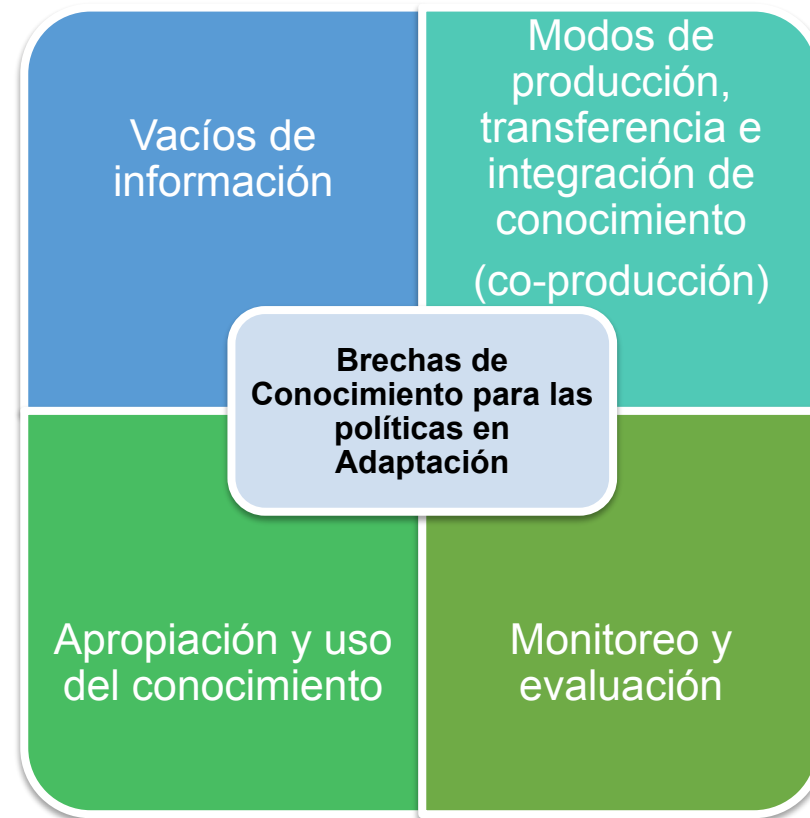 Vacíos de
información
Modos de
producción,
transferencia e
integración de
conocimiento
(co-producción)
Brechas de
Conocimiento para las
políticas en
Adaptación
Apropiación y uso
del conocimiento
Monitoreo y
evaluación